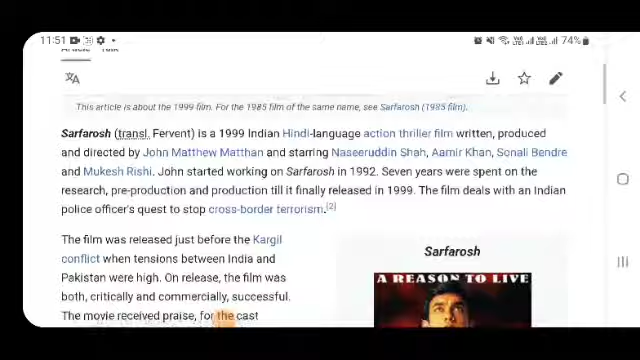 11:51
74%
This article is about the 1999 film. For the 1985 film of the same name, see Sarfarosh (1985 film).
Sarfarosh (transl. Fervent) is a 1999 Indian Hindi-language action thriller film written, produced
and directed by John Matthew Matthan and starring Naseeruddin Shah, Aamir Khan, Sonali Bendre
and Mukesh Rishi. John started working on Sarfarosh in 1992. Seven years were spent on the
research, pre-production and production till it finally released in 1999. The film deals with an Indian
police officer's quest to stop cross-border terrorism.[2]
The film was released just before the Kargil
conflict when tensions between India and
Pakistan were high. On release, the film was
both, critically and commercially, successful.
The movie received praise, for the cast
Sarfarosh
A REASON TO LIVE